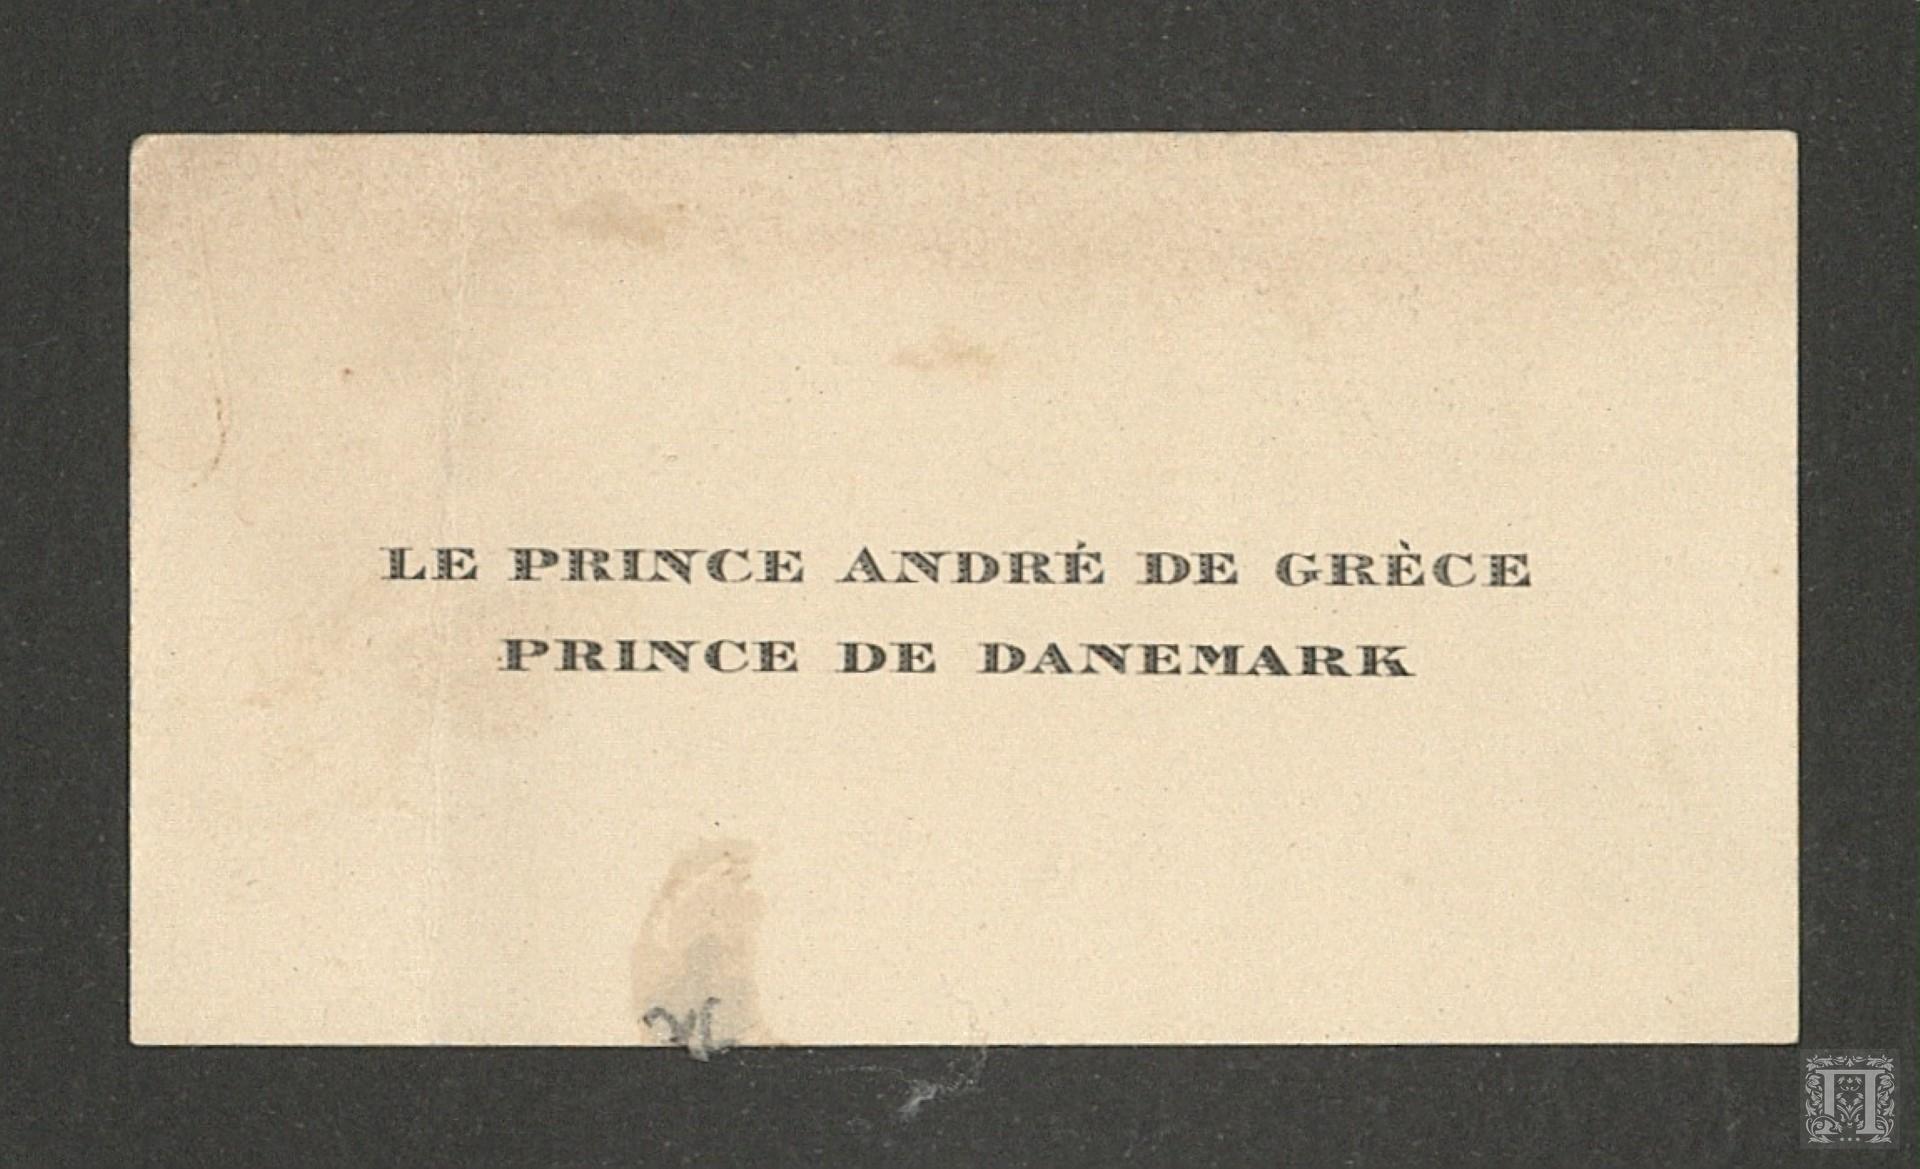 LE PRINCE ANDRÉ DE GRÈCE
PRINCE DE DANEMARK
П